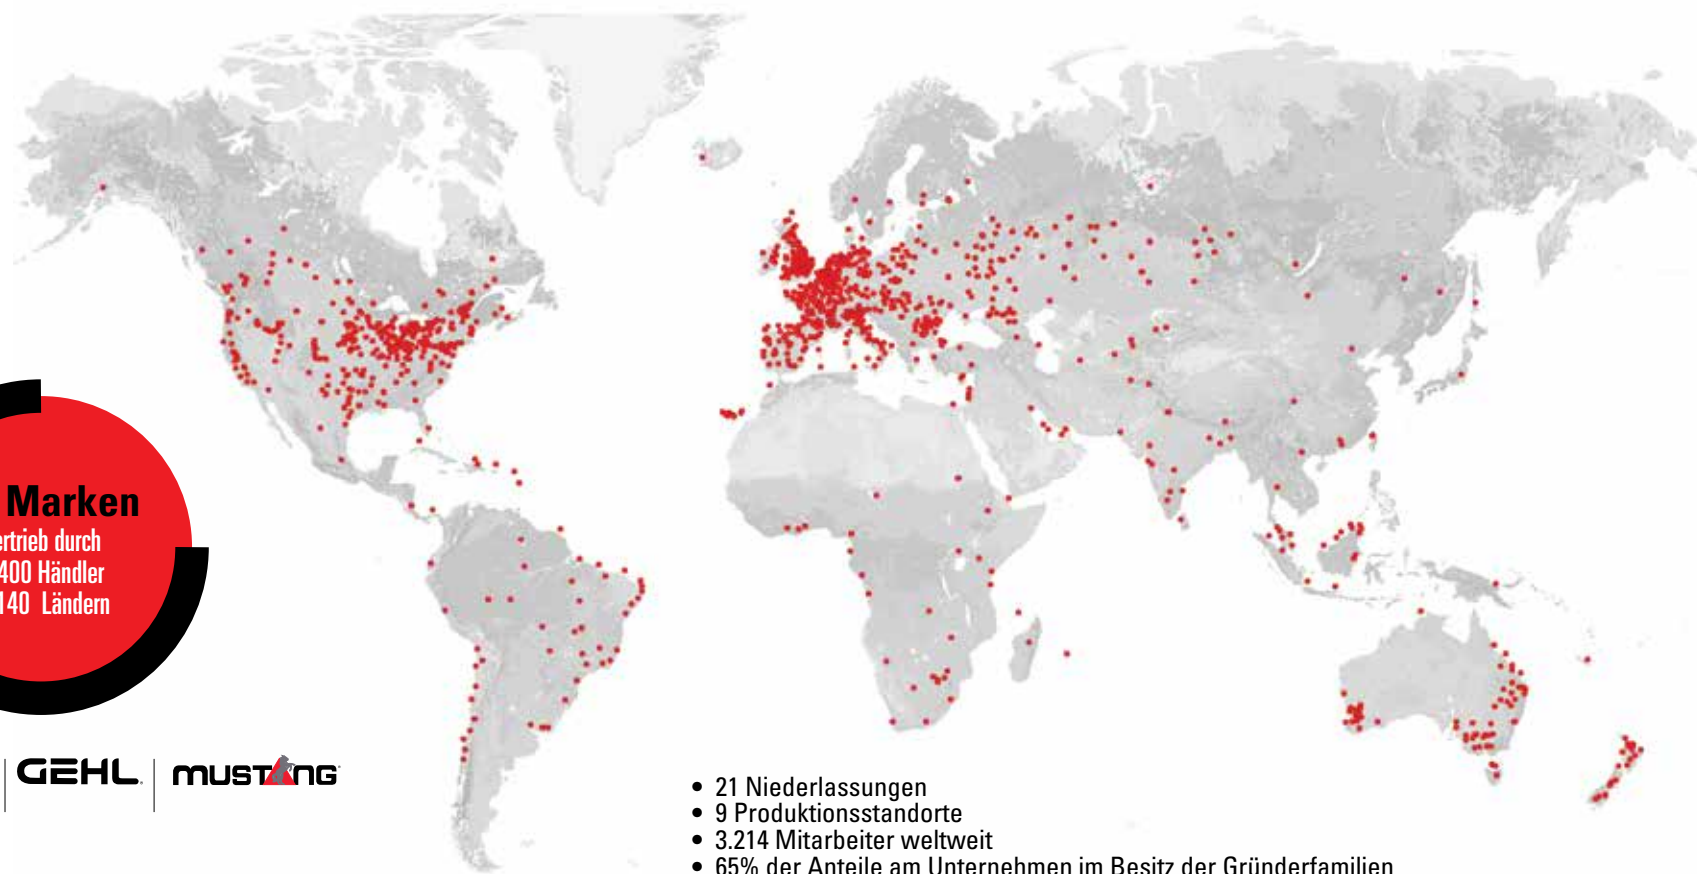 Marken
ertrieb durch
400 Händler
140 Ländern
GEHL
MUSTANG
• 21 Niederlassungen
• 9 Produktionsstandorte
• 3.214 Mitarbeiter weltweit
• 65% der Anteile am Unternehmen im Besitz der Gründerfamilien